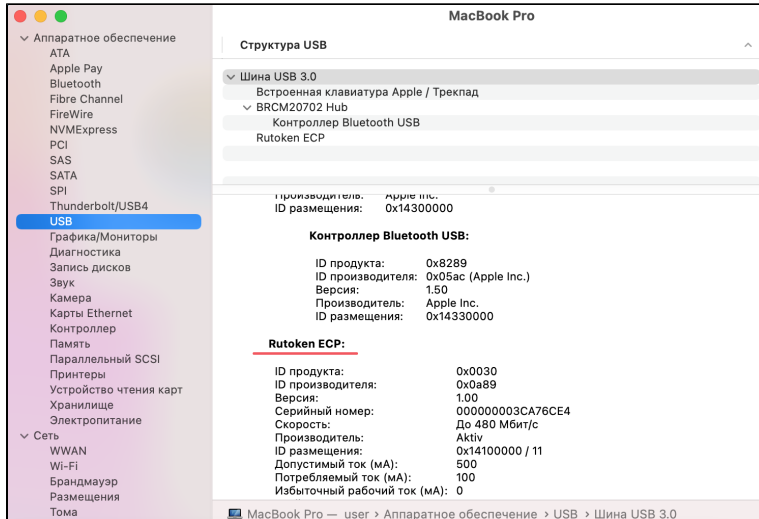 MacBook Pro
Аппаратное обеспечение
ATA
Apple Pay
Bluetooth
Fibre Channel
FireWire
NVMExpress
PCI
SAS
SATA
SPI
Thunderbolt/USB4
USB
Графика/Мониторы
Диагностика
Запись дисков
Звук
Камера
Карты Ethernet
Контроллер
Память
Параллельный SCSI
Принтеры
Устройство чтения карт
Хранилище
Электропитание
Сеть
WWAN
Wi-Fi
Брандмауэр
Размещения
Тома
Структура USB
Шина USB 3.0
Встроенная клавиатура Apple / Трекпад
BRCM20702 Hub
Контроллер Bluetooth USB
Rutoken ECP
Производитель: Apple Inc.
ID размещения: 0x14300000
Контроллер Bluetooth USB:
ID продукта: 0x8289
ID производителя: 0x05ac (Apple Inc.)
Версия: 1.50
Производитель: Apple Inc.
ID размещения: 0x14330000
Rutoken ECP:
ID продукта: 0x0030
ID производителя: 0x0a89
Версия: 1.00
Серийный номер: 000000003CA76CE4
Скорость: До 480 Мбит/с
Производитель: Aktiv
ID размещения: 0x14100000 / 11
Допустимый ток (мА): 500
Потребляемый ток (мА): 100
Избыточный рабочий ток (мА): 0
MacBook Pro — user › Аппаратное обеспечение › USB › Шина USB 3.0